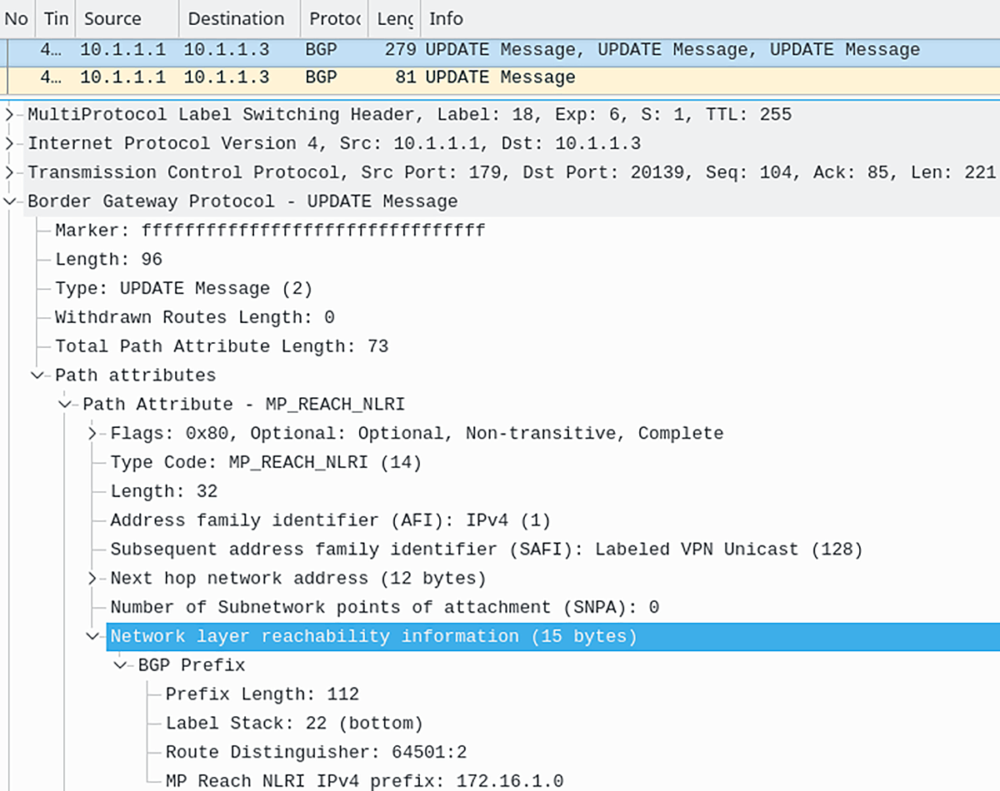 No Tin Source Destination Protoc Leng Info
4... 10.1.1.1 10.1.1.3 BGP 279 UPDATE Message, UPDATE Message, UPDATE Message
4... 10.1.1.1 10.1.1.3 BGP 81 UPDATE Message
MultiProtocol Label Switching Header, Label: 18, Exp: 6, S: 1, TTL: 255
Internet Protocol Version 4, Src: 10.1.1.1, Dst: 10.1.1.3
Transmission Control Protocol, Src Port: 179, Dst Port: 20139, Seq: 104, Ack: 85, Len: 221
Border Gateway Protocol - UPDATE Message
Marker: ffffffffffffffffffffffffffffffff
Length: 96
Type: UPDATE Message (2)
Withdrawn Routes Length: 0
Total Path Attribute Length: 73
Path attributes
Path Attribute - MP_REACH_NLRI
Flags: 0x80, Optional: Optional, Non-transitive, Complete
Type Code: MP_REACH_NLRI (14)
Length: 32
Address family identifier (AFI): IPv4 (1)
Subsequent address family identifier (SAFI): Labeled VPN Unicast (128)
Next hop network address (12 bytes)
Number of Subnetwork points of attachment (SNPA): 0
Network layer reachability information (15 bytes)
BGP Prefix
Prefix Length: 112
Label Stack: 22 (bottom)
Route Distinguisher: 64501:2
MP Reach NLRI IPv4 prefix: 172.16.1.0